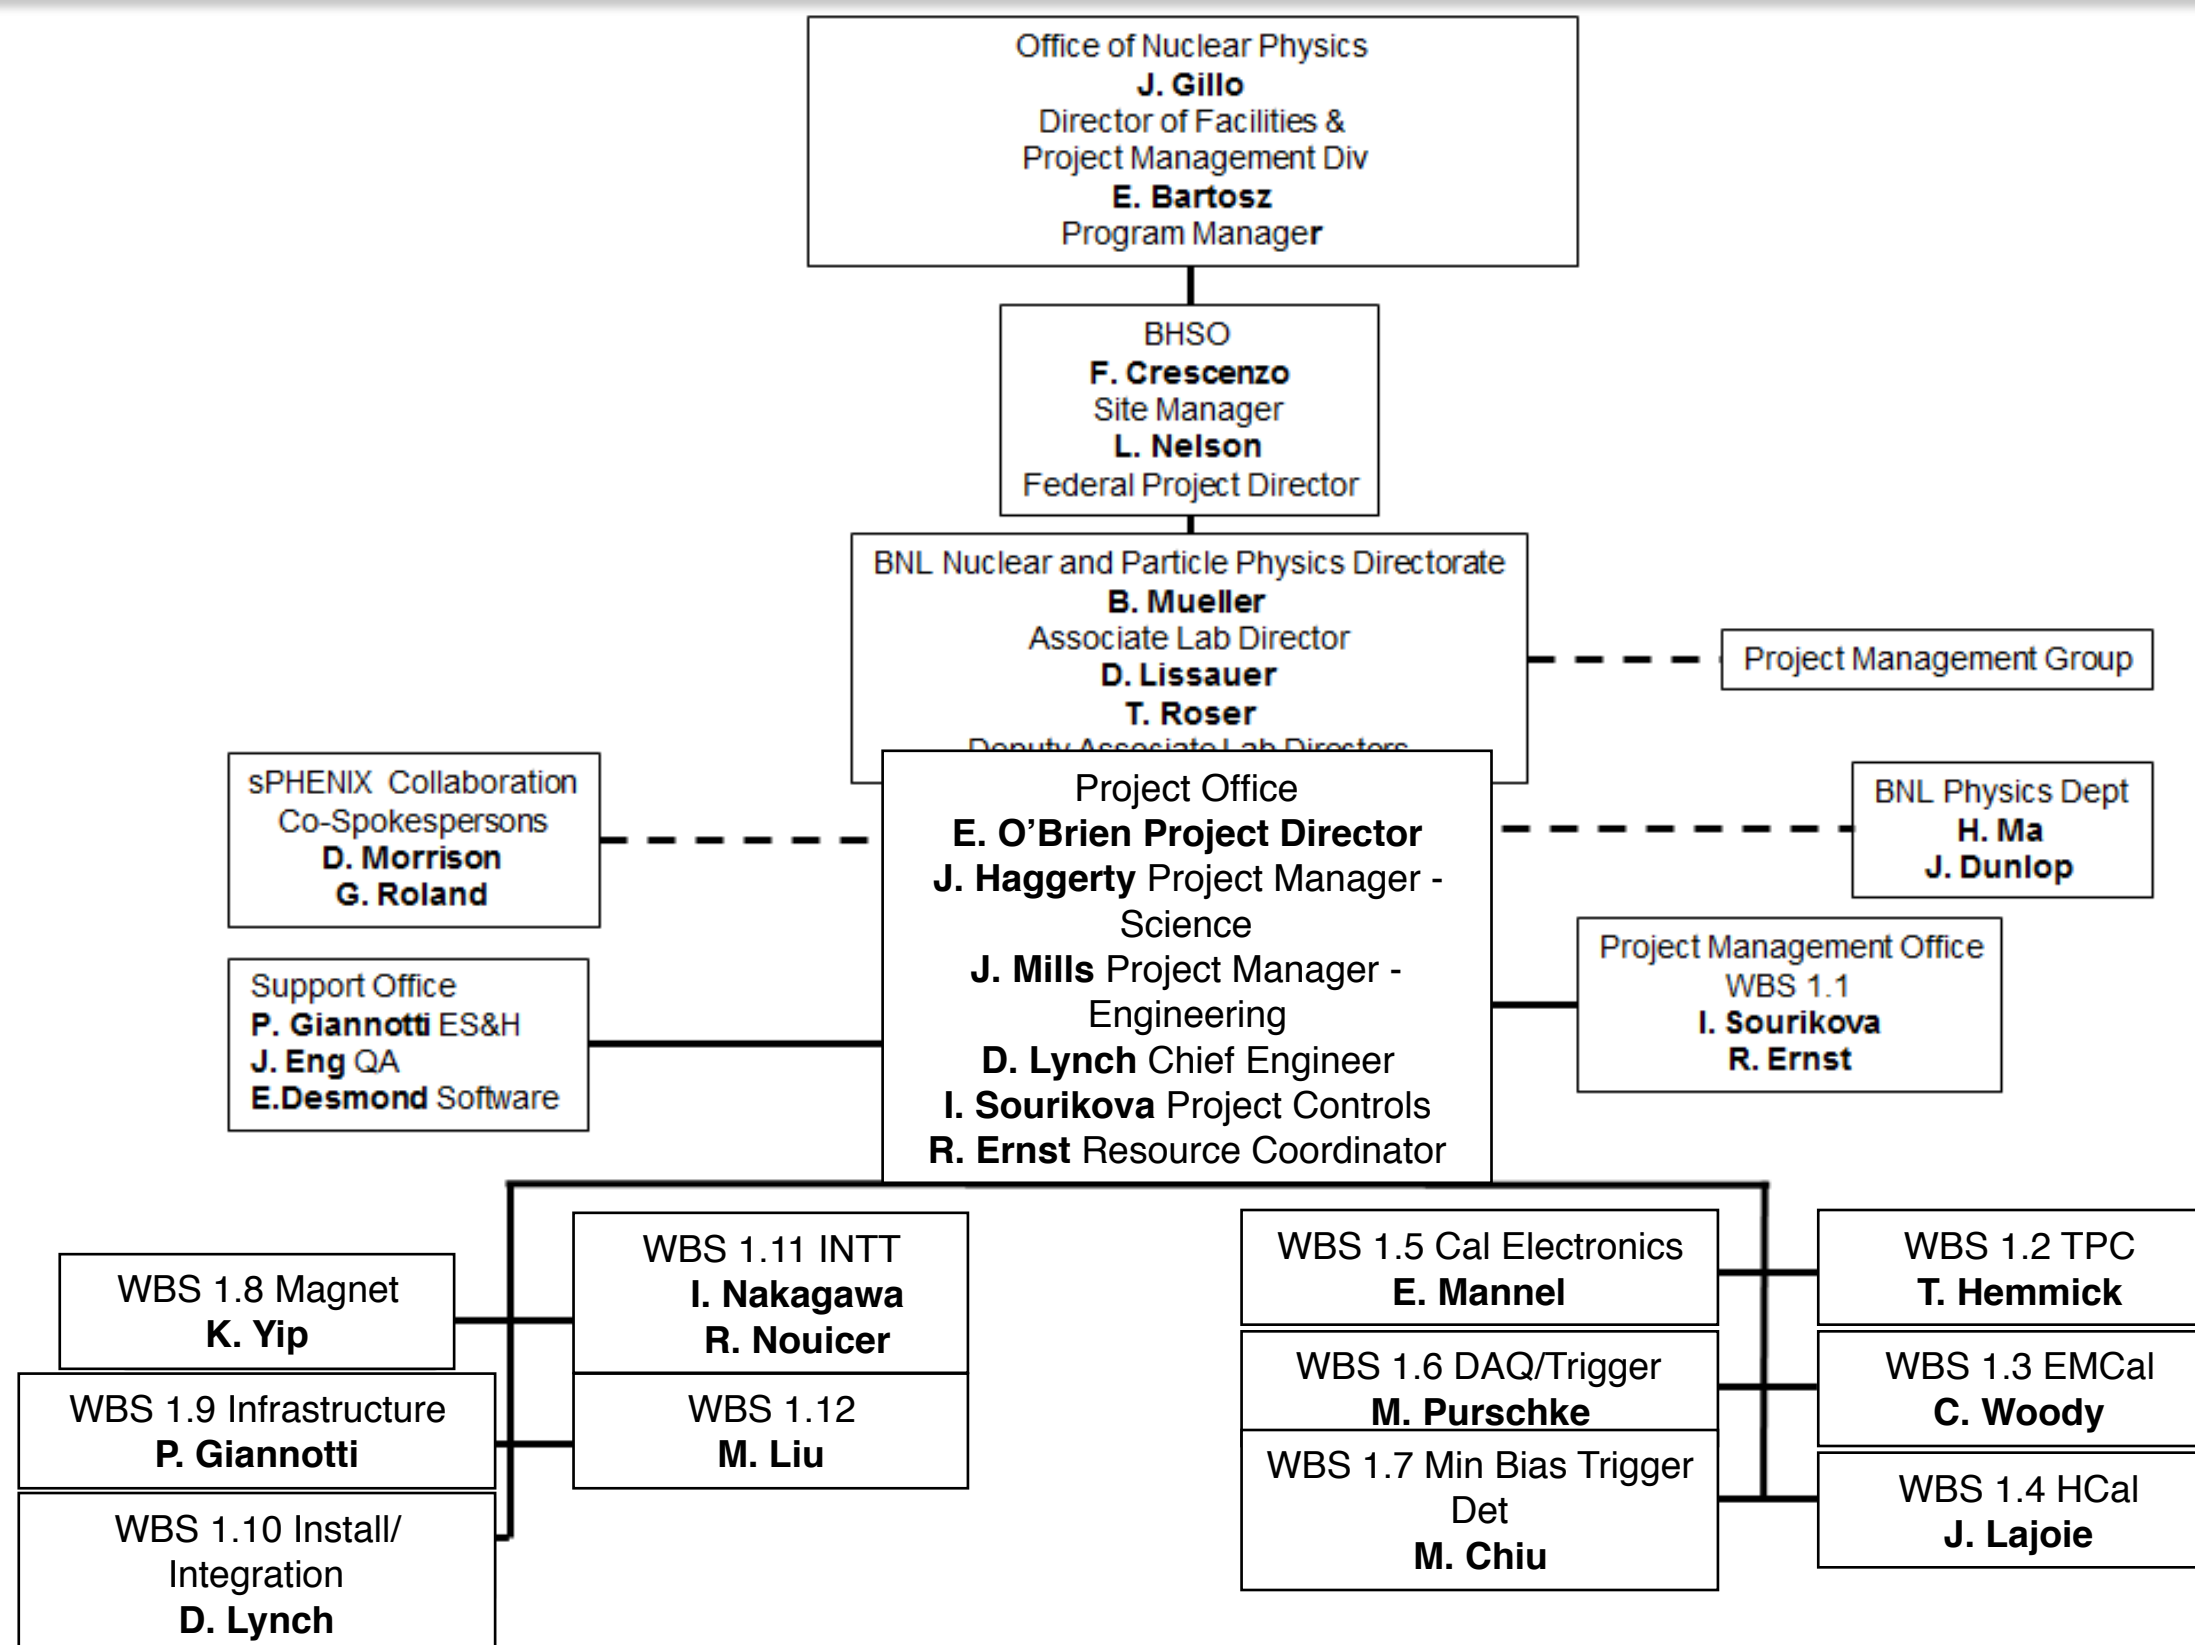 Office of Nuclear Physics
J. Gillo
Director of Facilities &
Project Management Div
E. Bartosz
Program Manager
BHSO
F. Crescenzo
Site Manager
L. Nelson
Federal Project Director
BNL Nuclear and Particle Physics Directorate
B. Mueller
Associate Lab Director
D. Lissauer
T. Roser
Deputy Associate Lab Directors
Project Management Group
sPHENIX Collaboration
Co-Spokespersons
D. Morrison
G. Roland
Project Office
E. O’Brien Project Director
J. Haggerty Project Manager -
Science
J. Mills Project Manager -
Engineering
D. Lynch Chief Engineer
I. Sourikova Project Controls
R. Ernst Resource Coordinator
BNL Physics Dept
H. Ma
J. Dunlop
Support Office
P. Giannotti ES&H
J. Eng QA
E.Desmond Software
Project Management Office
WBS 1.1
I. Sourikova
R. Ernst
WBS 1.8 Magnet
K. Yip
WBS 1.9 Infrastructure
P. Giannotti
WBS 1.10 Install/
Integration
D. Lynch
WBS 1.11 INTT
I. Nakagawa
R. Nouicer
WBS 1.12
M. Liu
WBS 1.5 Cal Electronics
E. Mannel
WBS 1.6 DAQ/Trigger
M. Purschke
WBS 1.7 Min Bias Trigger
Det
M. Chiu
WBS 1.2 TPC
T. Hemmick
WBS 1.3 EMCal
C. Woody
WBS 1.4 HCal
J. Lajoie